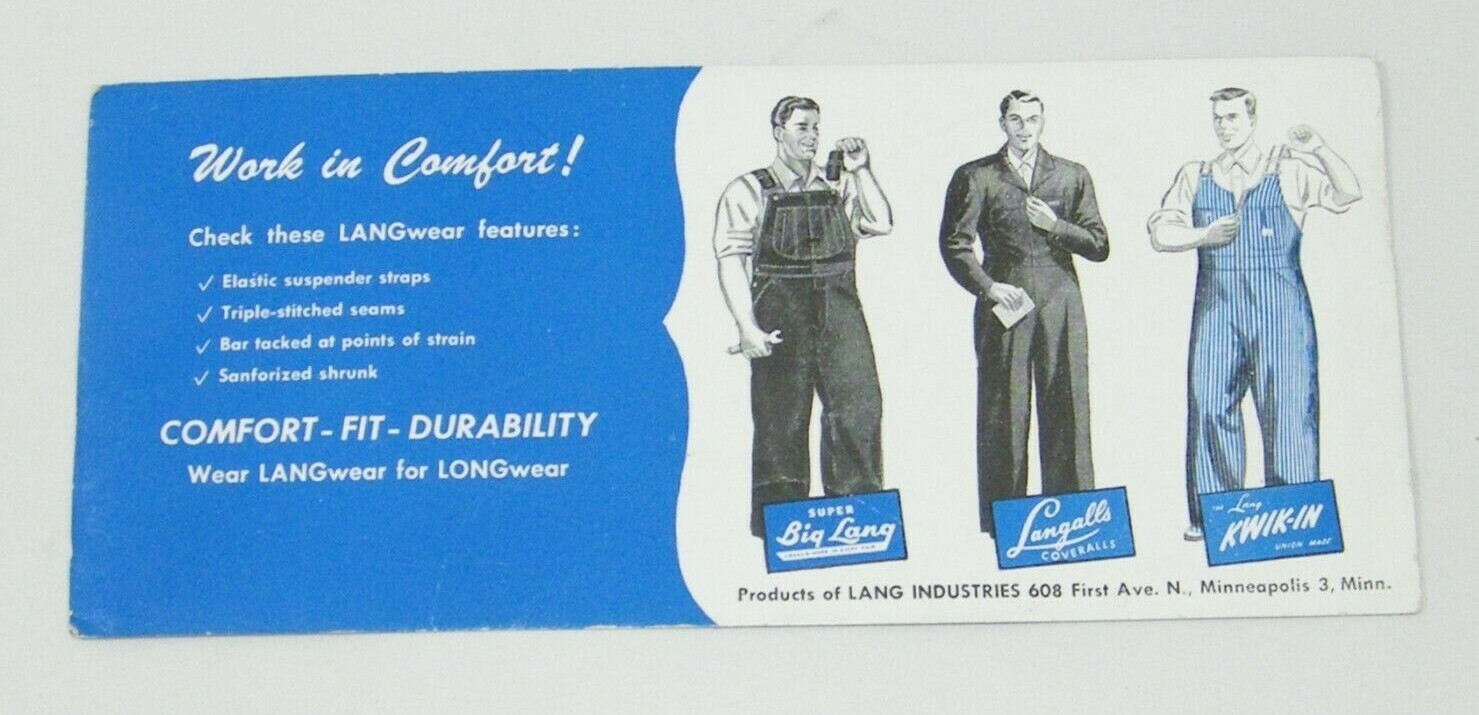 Work in Comfort!
Check these LANGwear features:
✓ Elastic suspender straps
✓ Triple-stitched seams
✓ Bar tacked at points of strain
✓ Sanforized shrunk
COMFORT - FIT - DURABILITY
Wear LANGwear for LONGwear
SUPER
Big Lang
Langalls
COVERALLS
THE Lang
KWIK-IN
UNION MADE
Products of LANG INDUSTRIES 608 First Ave. N., Minneapolis 3, Minn.